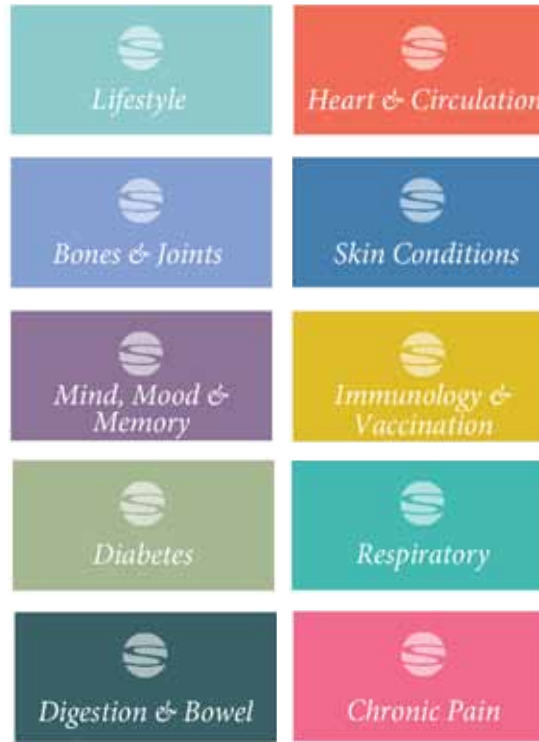 Lifestyle
Heart & Circulation
Bones & Joints
Skin Conditions
Mind, Mood &
Memory
Immunology &
Vaccination
Diabetes
Respiratory
Digestion & Bowel
Chronic Pain